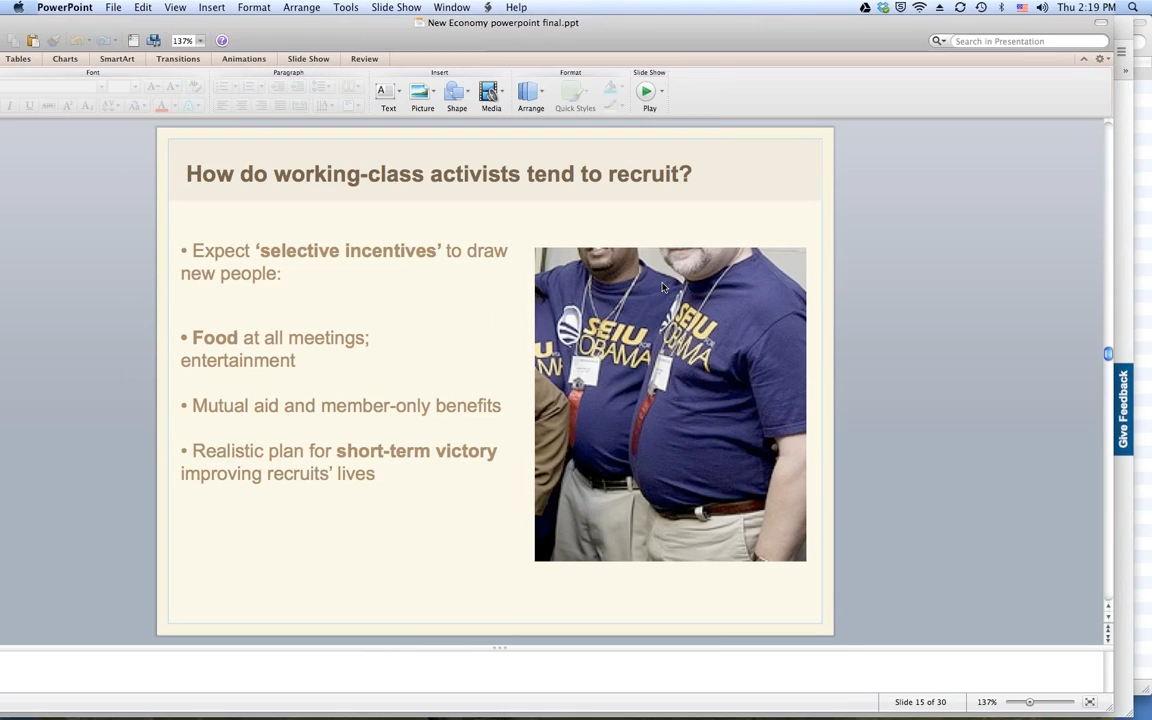 PowerPoint File Edit View Insert Format Arrange Tools Slide Show Window Help Thu 2:19 PM
New Economy powerpoint final.ppt
137% Search in Presentation
Tables Charts SmartArt Transitions Animations Slide Show Review
Font Paragraph Insert Format Slide Show
Text Picture Shape Media Arrange Quick Styles Play
How do working-class activists tend to recruit?
• Expect ‘selective incentives’ to draw
new people:
• Food at all meetings;
entertainment
• Mutual aid and member-only benefits
• Realistic plan for short-term victory
improving recruits’ lives
SEIU
OBAMA
SEIU
FOR
OBAMA
Give Feedback
Slide 15 of 30 137%